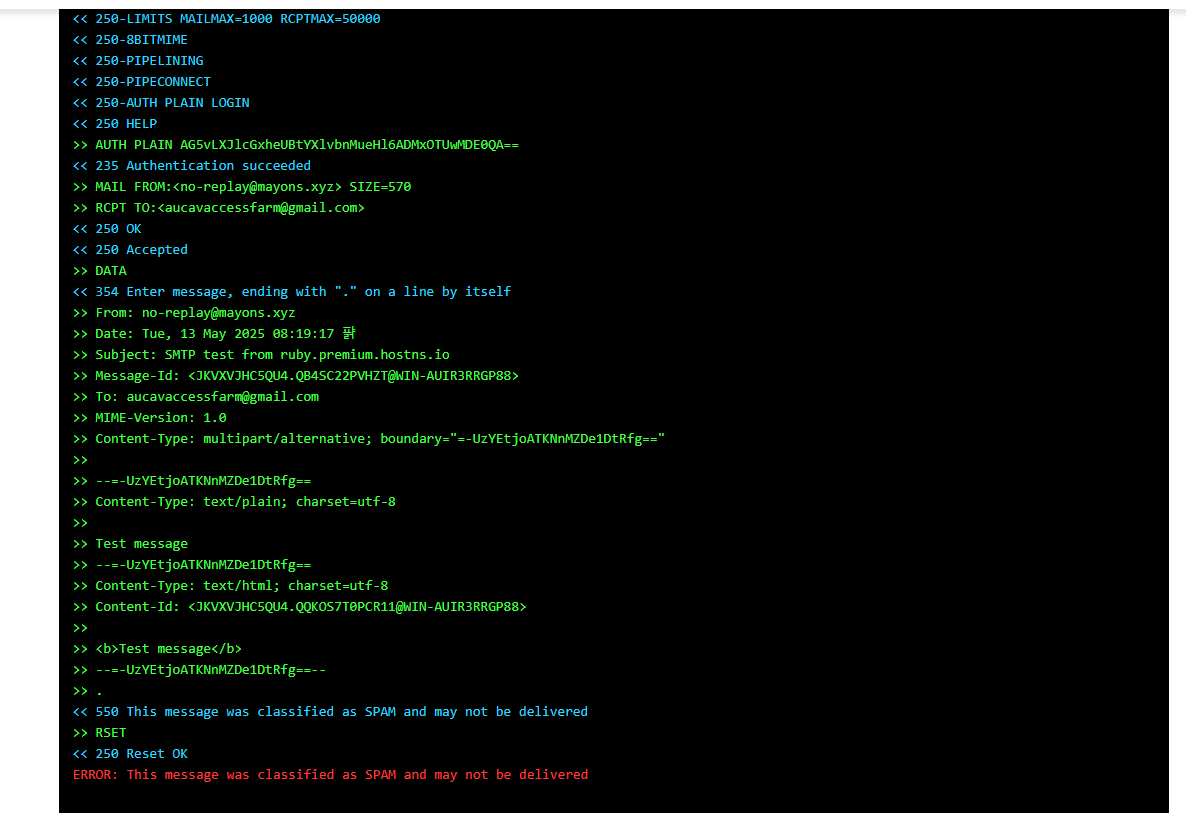 << 250-LIMITS MAILMAX=1000 RCPTMAX=50000
<< 250-8BITMIME
<< 250-PIPELINING
<< 250-PIPECONNECT
<< 250-AUTH PLAIN LOGIN
<< 250 HELP
>> AUTH PLAIN AG5vLXJlcGxheUBtYXlvbnMueHl6ADMxOTUwMDE0QA==
<< 235 Authentication succeeded
>> MAIL FROM:<no-replay@mayons.xyz> SIZE=570
>> RCPT TO:<aucavaccessfarm@gmail.com>
<< 250 OK
<< 250 Accepted
>> DATA
<< 354 Enter message, ending with "." on a line by itself
>> From: no-replay@mayons.xyz
>> Date: Tue, 13 May 2025 08:19:17
>> Subject: SMTP test from ruby.premium.hostns.io
>> Message-Id: <JKVXVJHC5QU4.QB4SC22PVHZT@WIN-AUIR3RRGP88>
>> To: aucavaccessfarm@gmail.com
>> MIME-Version: 1.0
>> Content-Type: multipart/alternative; boundary="=-UzYEtjoATKNnMZDe1DtRfg=="
>>
>> --=-UzYEtjoATKNnMZDe1DtRfg==
>> Content-Type: text/plain; charset=utf-8
>>
>> Test message
>> --=-UzYEtjoATKNnMZDe1DtRfg==
>> Content-Type: text/html; charset=utf-8
>> Content-Id: <JKVXVJHC5QU4.QQKOS7T0PCR11@WIN-AUIR3RRGP88>
>>
>> <b>Test message</b>
>> --=-UzYEtjoATKNnMZDe1DtRfg==--
>> .
<< 550 This message was classified as SPAM and may not be delivered
>> RSET
<< 250 Reset OK
ERROR: This message was classified as SPAM and may not be delivered